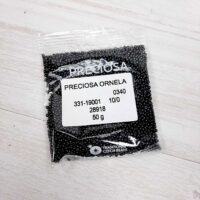 PRECIOSA
PRECIOSA ORNELA
0340
331-19001 10/0
28918
50 g